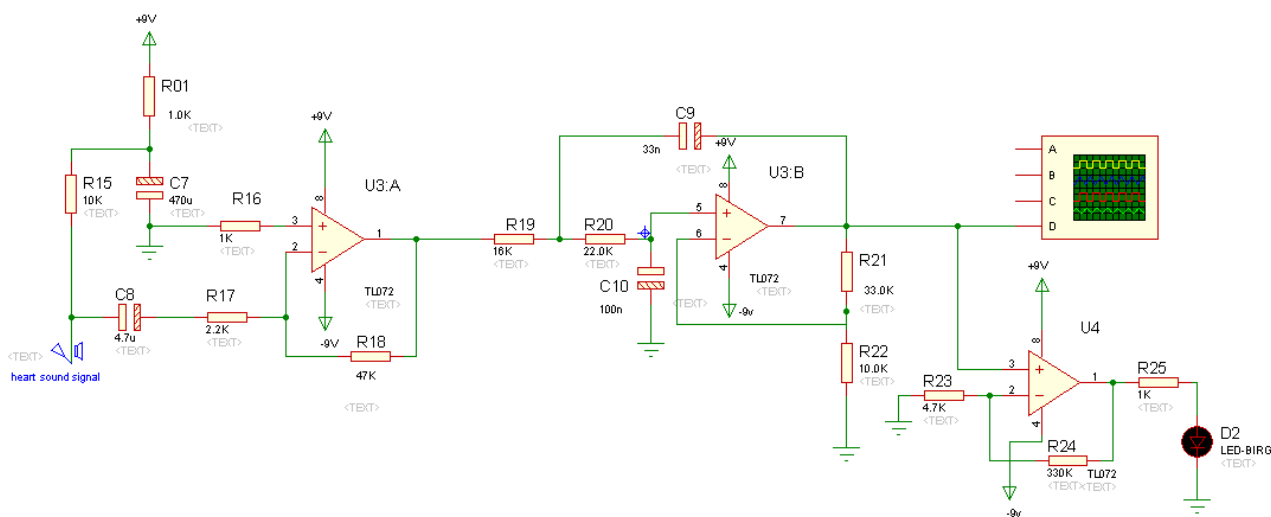 +9V
R01
1.0K
<TEXT>
R15
10K
<TEXT>
C7
470u
<TEXT>
R16
1K
<TEXT>
+9V
U3:A
8
3
2
1
4
TL072
-9V
C8
4.7u
<TEXT>
R17
2.2K
<TEXT>
R18
47K
<TEXT>
<TEXT>
heart sound signal
R19
16K
<TEXT>
R20
22.0K
<TEXT>
C9
33n
<TEXT>
+9V
U3:B
8
5
6
7
4
TL072
<TEXT>
-9v
C10
100n
<TEXT>
R21
33.0K
<TEXT>
R22
10.0K
<TEXT>
A
B
C
D
+9V
U4
8
3
2
1
4
R23
4.7K
<TEXT>
R24
330K
TL072
<TEXT>
<TEXT>
-9v
R25
1K
<TEXT>
D2
LED-BIRG
<TEXT>